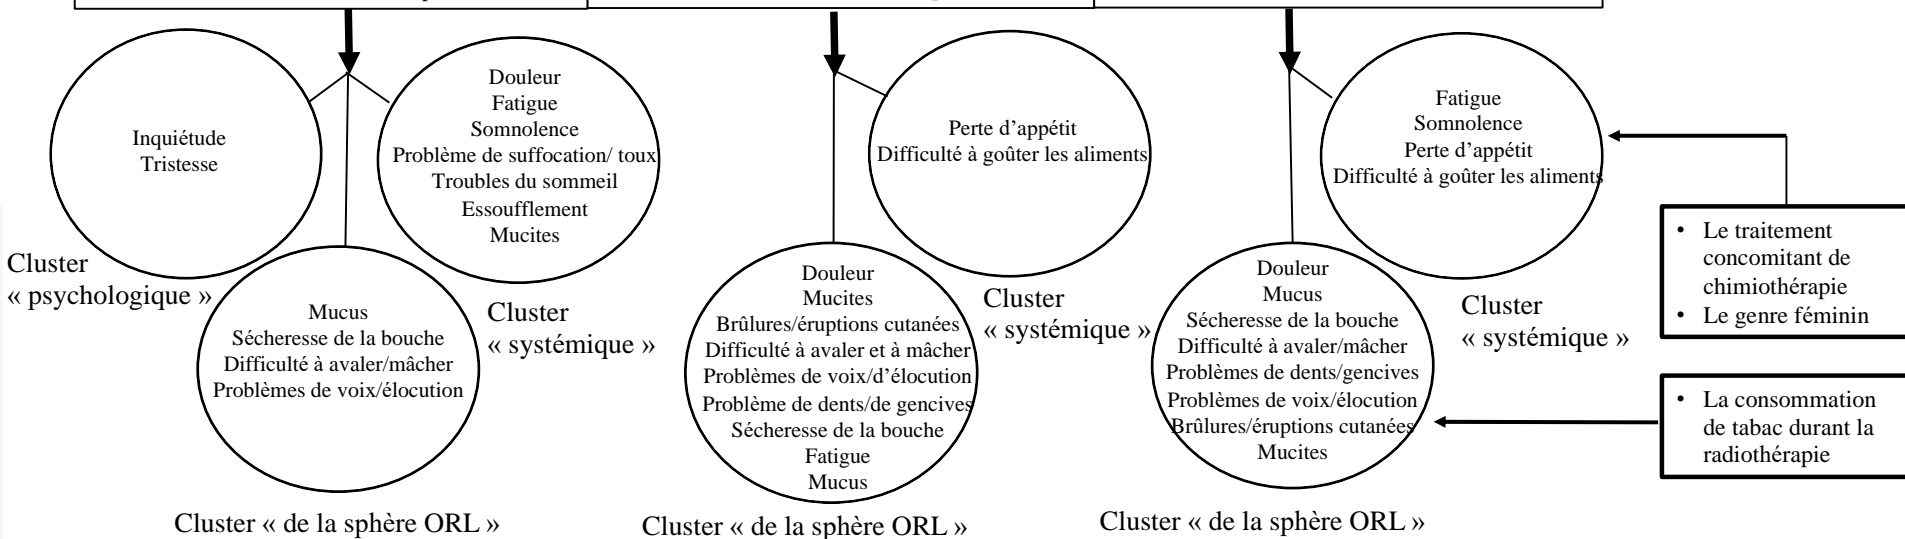 Inquiétude
Tristesse
Cluster
« psychologique »
Douleur
Fatigue
Somnolence
Problème de suffocation/ toux
Troubles du sommeil
Essoufflement
Mucites
Cluster
« systémique »
Mucus
Sécheresse de la bouche
Difficulté à avaler/mâcher
Problèmes de voix/élocution
Cluster « de la sphère ORL »
Perte d’appétit
Difficulté à goûter les aliments
Cluster
« systémique »
Douleur
Mucites
Brûlures/éruptions cutanées
Difficulté à avaler et à mâcher
Problèmes de voix/d’élocution
Problème de dents/de gencives
Sécheresse de la bouche
Fatigue
Mucus
Cluster « de la sphère ORL »
Fatigue
Somnolence
Perte d’appétit
Difficulté à goûter les aliments
Cluster
« systémique »
Douleur
Mucus
Sécheresse de la bouche
Difficulté à avaler/mâcher
Problèmes de dents/gencives
Problèmes de voix/élocution
Brûlures/éruptions cutanées
Mucites
Cluster « de la sphère ORL »
• Le traitement
concomitant de
chimiothérapie
• Le genre féminin
• La consommation
de tabac durant la
radiothérapie